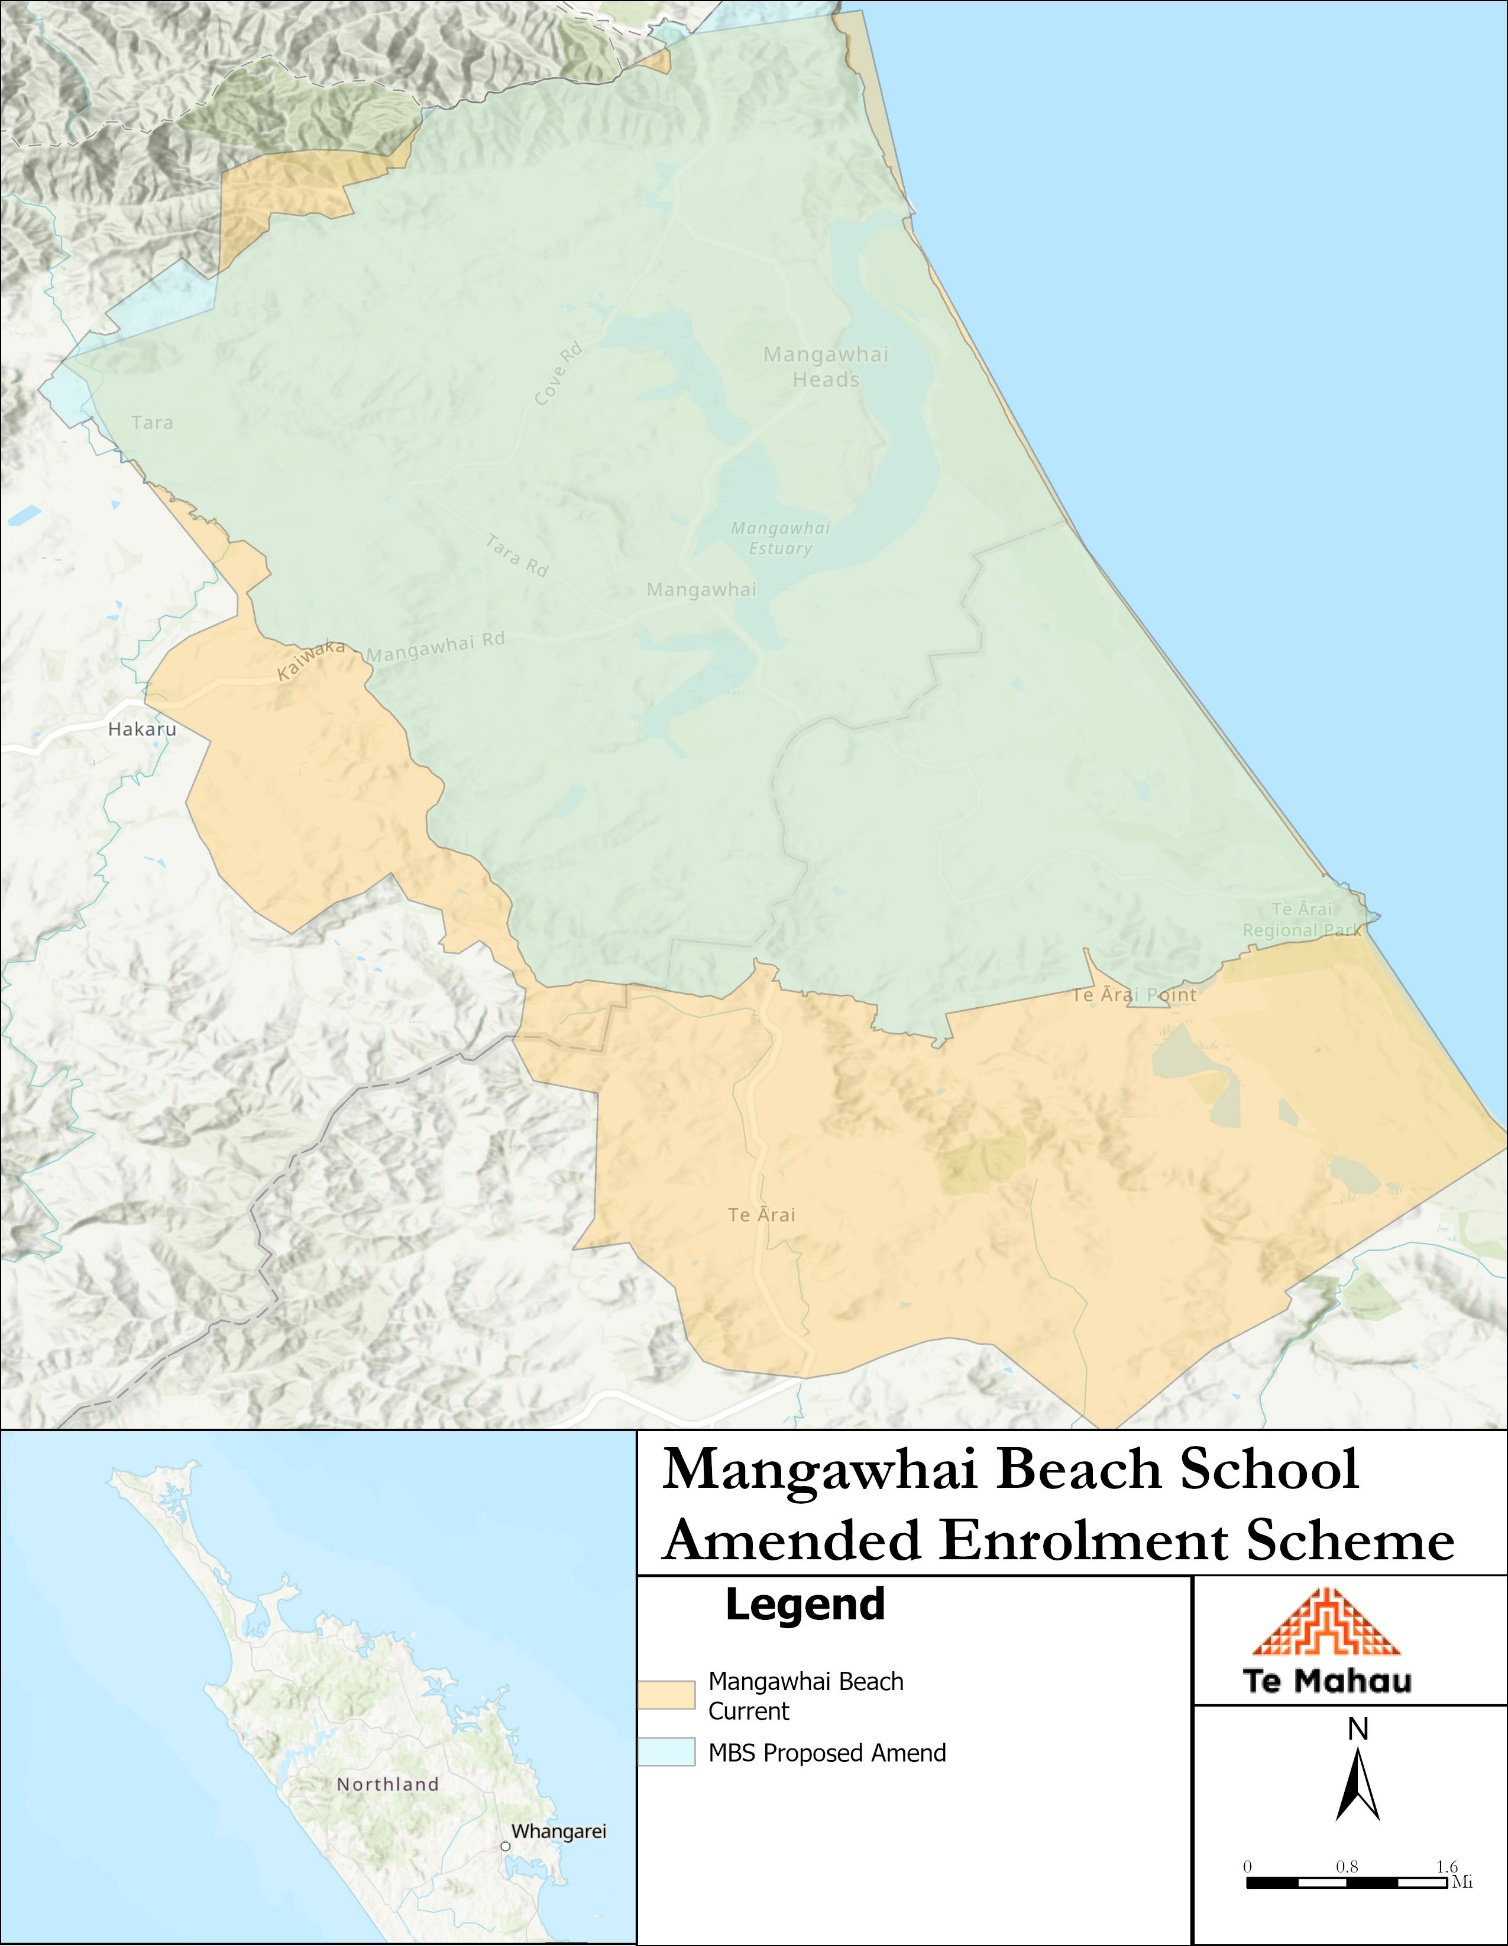 Mangawhai
Heads
Cove Rd
Tara
Mangawhai
Estuary
Tara Rd
Mangawhai
Kaiwaka - Mangawhai Rd
Hakaru
Te Ārai
Regional Park
Te Ārai Point
Te Ārai
Mangawhai Beach School
Amended Enrolment Scheme
Legend
Mangawhai Beach
Current
MBS Proposed Amend
Te Mahau
N
0 0.8 1.6
Mi
Northland
Whangarei